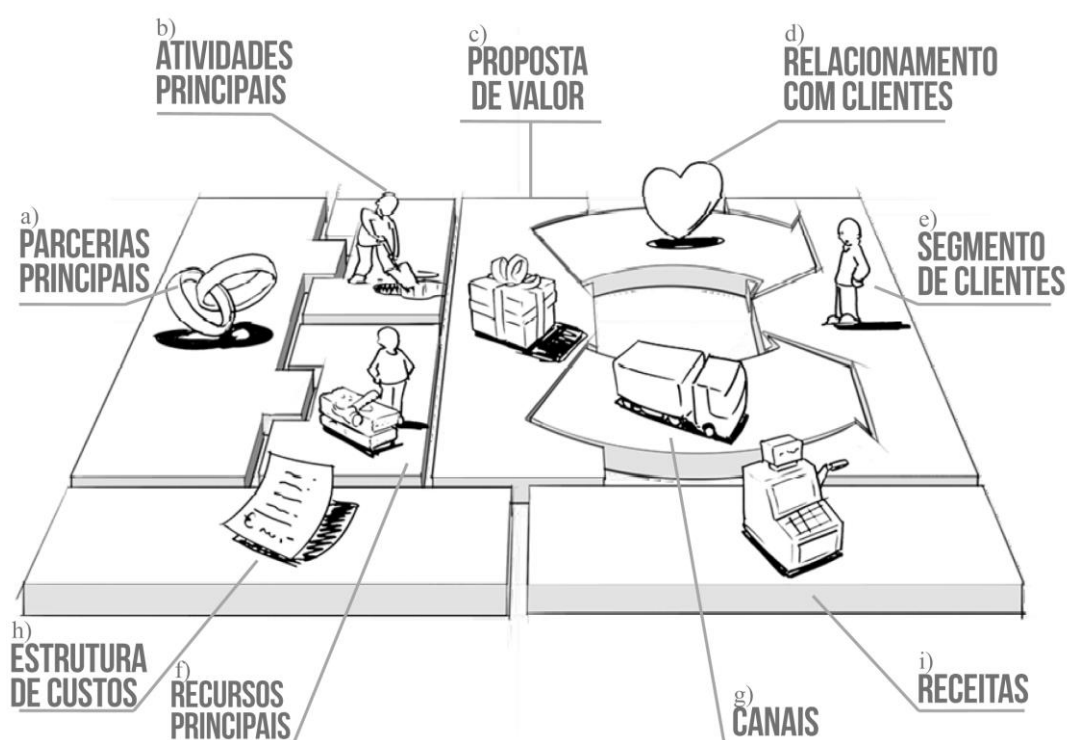 b)
ATIVIDADES
PRINCIPAIS
c)
PROPOSTA
DE VALOR
d)
RELACIONAMENTO
COM CLIENTES
a)
PARCERIAS
PRINCIPAIS
e)
SEGMENTO
DE CLIENTES
h)
ESTRUTURA
DE CUSTOS
f)
RECURSOS
PRINCIPAIS
g)
CANAIS
i)
RECEITAS